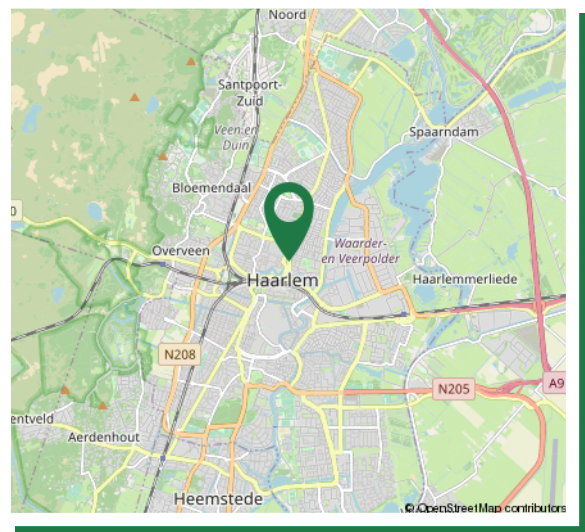 Noord
Santpoort-
Zuid
Veen en
Duin
Spaarndam
Bloemendaal
Waarder-
en Veerpolder
Overveen
Haarlem
Haarlemmerliede
N208
N205
A9
entveld
Aerdenhout
Heemstede
© OpenStreetMap contributors